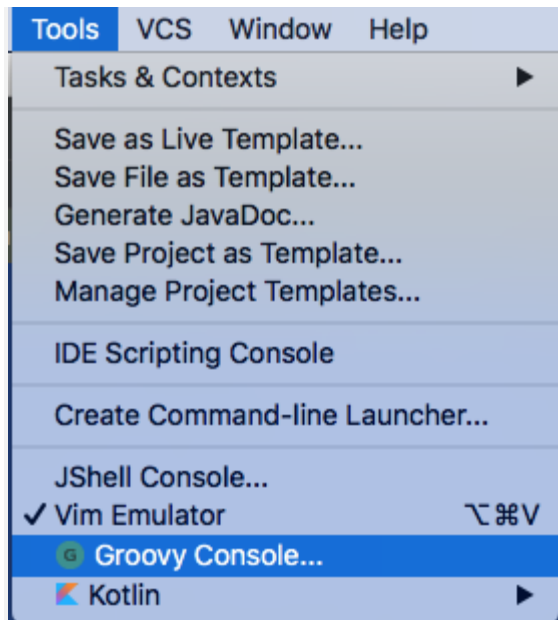 Tools VCS Window Help
Tasks & Contexts ▶
Save as Live Template...
Save File as Template...
Generate JavaDoc...
Save Project as Template...
Manage Project Templates...
IDE Scripting Console
Create Command-line Launcher...
JShell Console...
✓ Vim Emulator ⌥⌘V
G Groovy Console...
Kotlin ▶